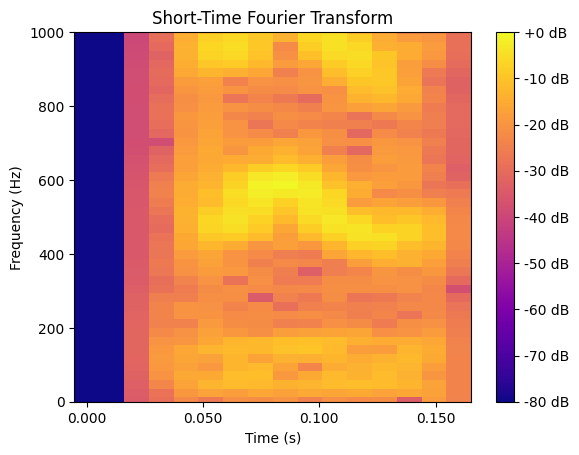 Short-Time Fourier Transform
1000
800
600
400
200
0
Frequency (Hz)
0.000
0.050
0.100
0.150
Time (s)
+0 dB
-10 dB
-20 dB
-30 dB
-40 dB
-50 dB
-60 dB
-70 dB
-80 dB